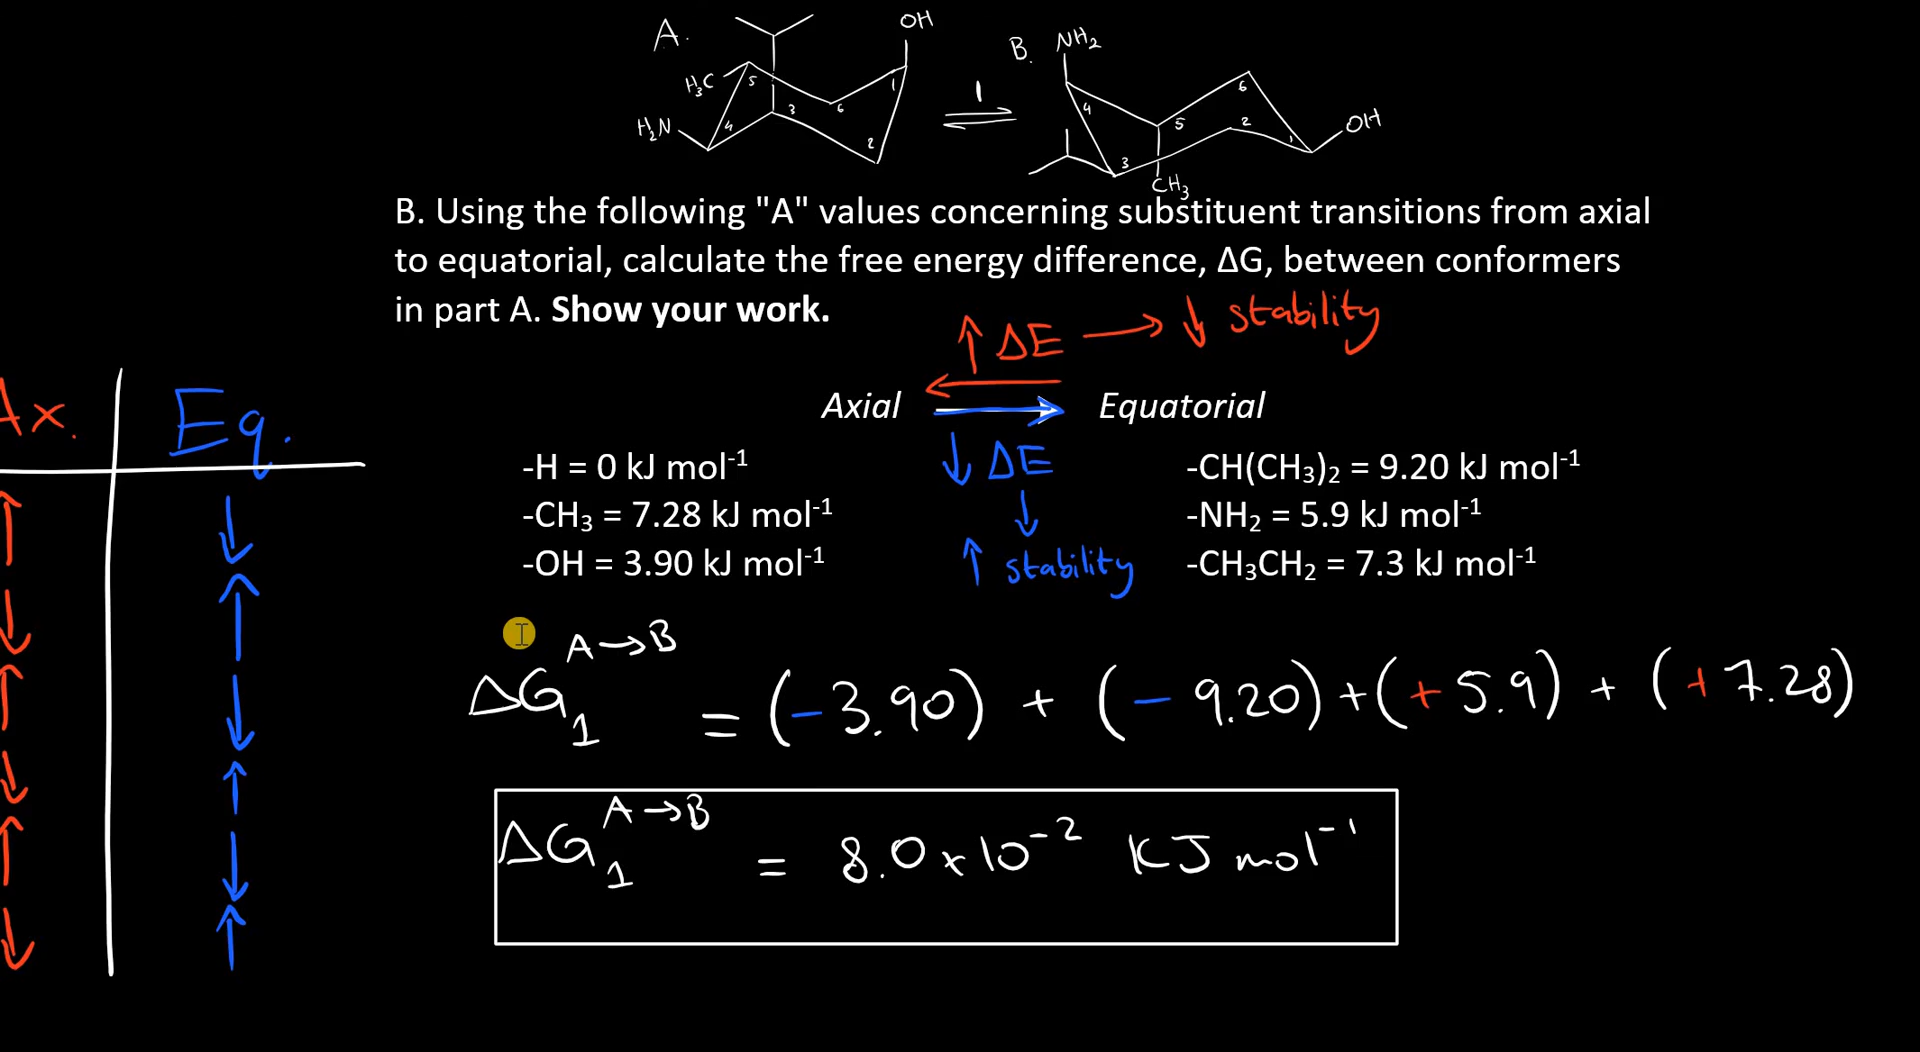 A.
OH
H₃C
5
1
6
3
H₂N
4
2
1
B.
NH₂
6
4
5
2
1
OH
3
CH₃
B. Using the following "A" values concerning substituent transitions from axial
to equatorial, calculate the free energy difference, ΔG, between conformers
in part A. Show your work.
↑ ΔE → ↓ stability
Ax. Eq.
Axial Equatorial
-H = 0 kJ mol⁻¹ ↓ ΔE -CH(CH₃)₂ = 9.20 kJ mol⁻¹
-CH₃ = 7.28 kJ mol⁻¹ ↓ -NH₂ = 5.9 kJ mol⁻¹
-OH = 3.90 kJ mol⁻¹ ↑ stability -CH₃CH₂ = 7.3 kJ mol⁻¹
ΔG₁ A→B = (-3.90) + (-9.20) + (+5.9) + (+7.28)
ΔG₁ A→B = 8.0 x 10⁻² KJ mol⁻¹